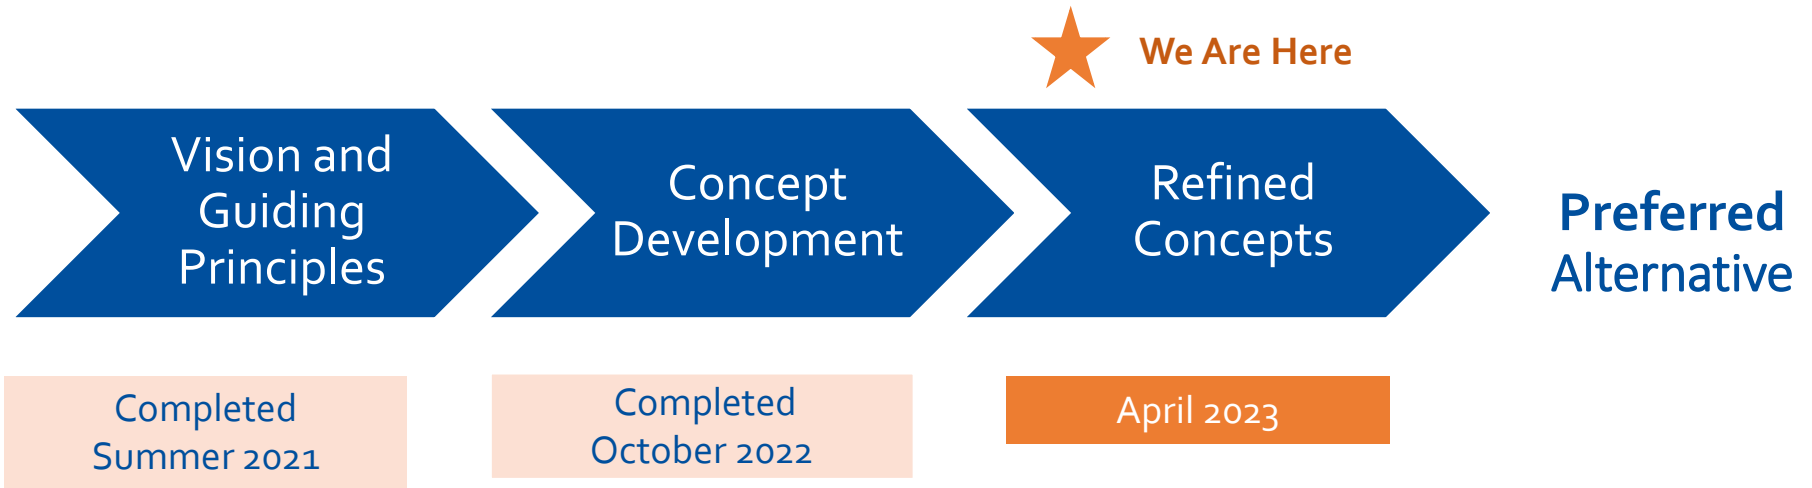 We Are Here
Vision and
Guiding
Principles
Concept
Development
Refined
Concepts
Preferred
Alternative
Completed
Summer 2021
Completed
October 2022
April 2023